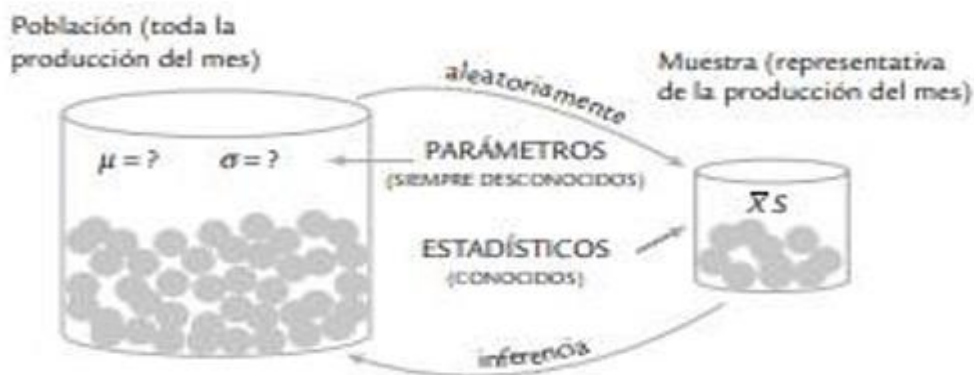 Población (toda la
producción del mes)
aleatoriamente
Muestra (representativa
de la producción del mes)
μ = ? σ = ?
PARÁMETROS
(SIEMPRE DESCONOCIDOS)
X̄ S
ESTADÍSTICOS
(CONOCIDOS)
inferencia